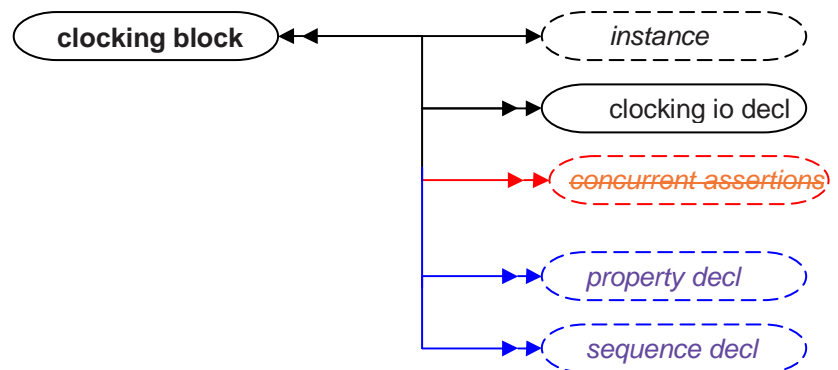 clocking block
instance
clocking io decl
concurrent assertions
property decl
sequence decl